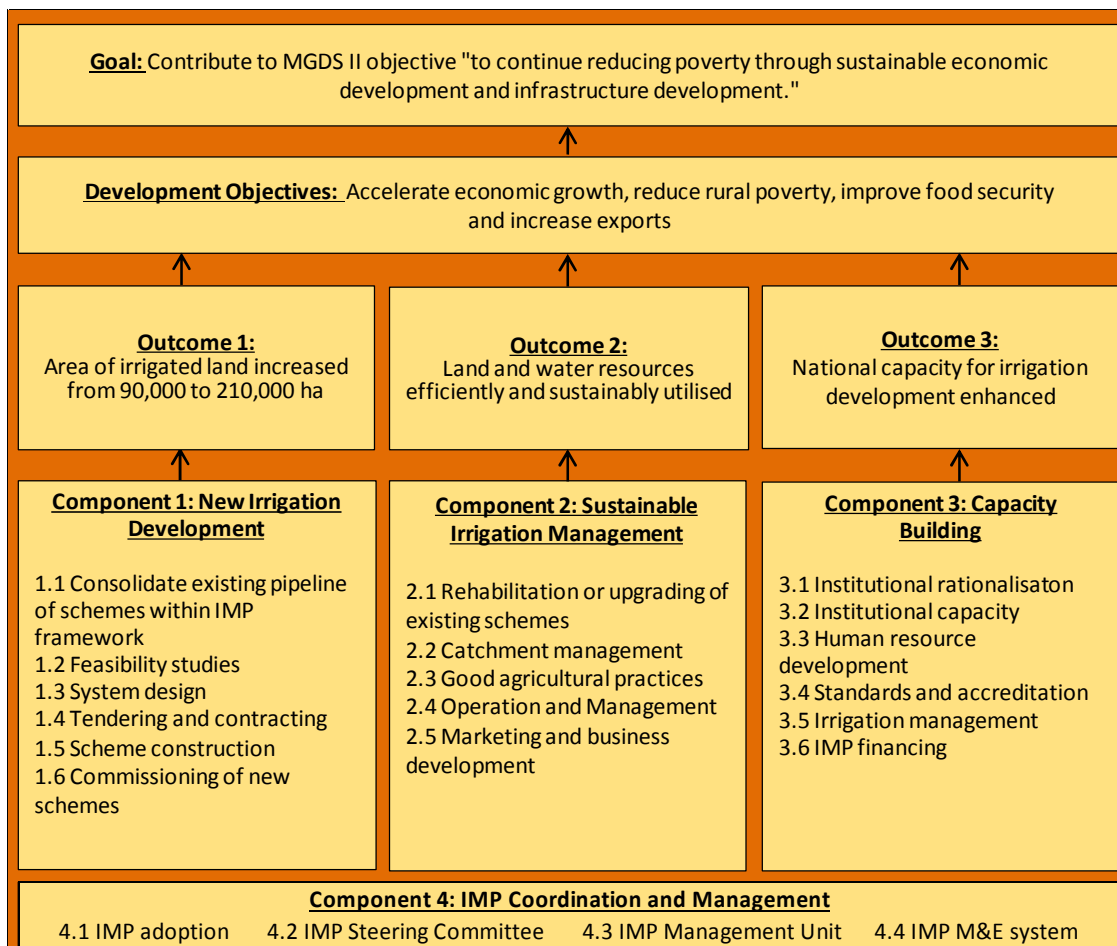 Goal: Contribute to MGDS II objective "to continue reducing poverty through sustainable economic
development and infrastructure development."
Development Objectives: Accelerate economic growth, reduce rural poverty, improve food security
and increase exports
Outcome 1:
Area of irrigated land increased
from 90,000 to 210,000 ha
Outcome 2:
Land and water resources
efficiently and sustainably utilised
Outcome 3:
National capacity for irrigation
development enhanced
Component 1: New Irrigation
Development
1.1 Consolidate existing pipeline
of schemes within IMP
framework
1.2 Feasibility studies
1.3 System design
1.4 Tendering and contracting
1.5 Scheme construction
1.6 Commissioning of new
schemes
Component 2: Sustainable
Irrigation Management
2.1 Rehabilitation or upgrading of
existing schemes
2.2 Catchment management
2.3 Good agricultural practices
2.4 Operation and Management
2.5 Marketing and business
development
Component 3: Capacity
Building
3.1 Institutional rationalisaton
3.2 Institutional capacity
3.3 Human resource
development
3.4 Standards and accreditation
3.5 Irrigation management
3.6 IMP financing
Component 4: IMP Coordination and Management
4.1 IMP adoption 4.2 IMP Steering Committee 4.3 IMP Management Unit 4.4 IMP M&E system